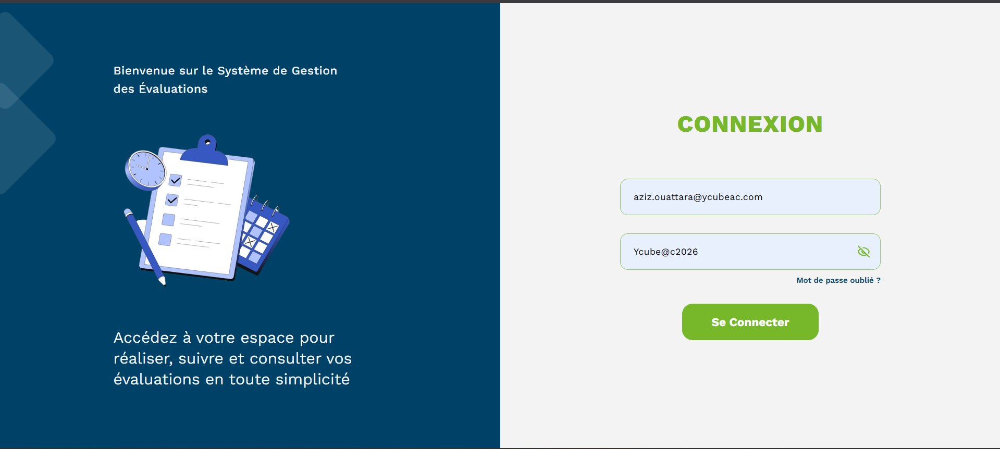 Bienvenue sur le Système de Gestion
des Évaluations
Accédez à votre espace pour
réaliser, suivre et consulter vos
évaluations en toute simplicité
CONNEXION
aziz.ouattara@ycubeac.com
Ycube@c2026
Mot de passe oublié ?
Se Connecter